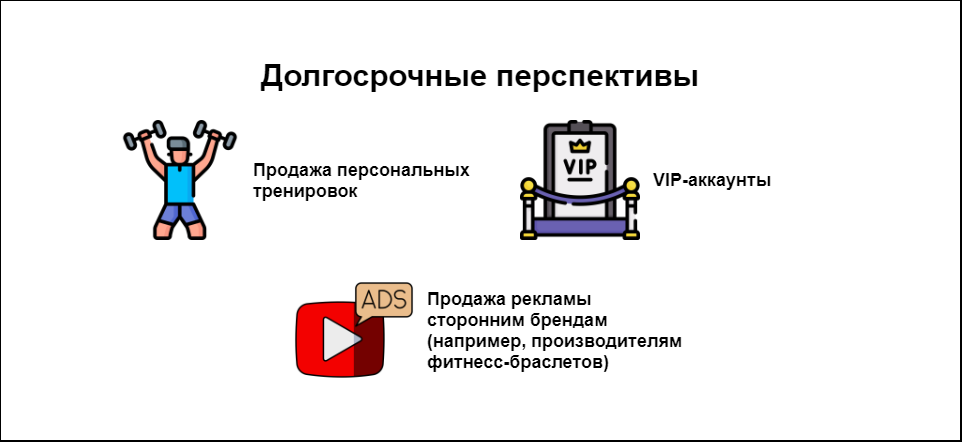 Долгосрочные перспективы
Продажа персональных
тренировок
VIP
VIP-аккаунты
ADS
Продажа рекламы
сторонним брендам
(например, производителям
фитнесс-браслетов)